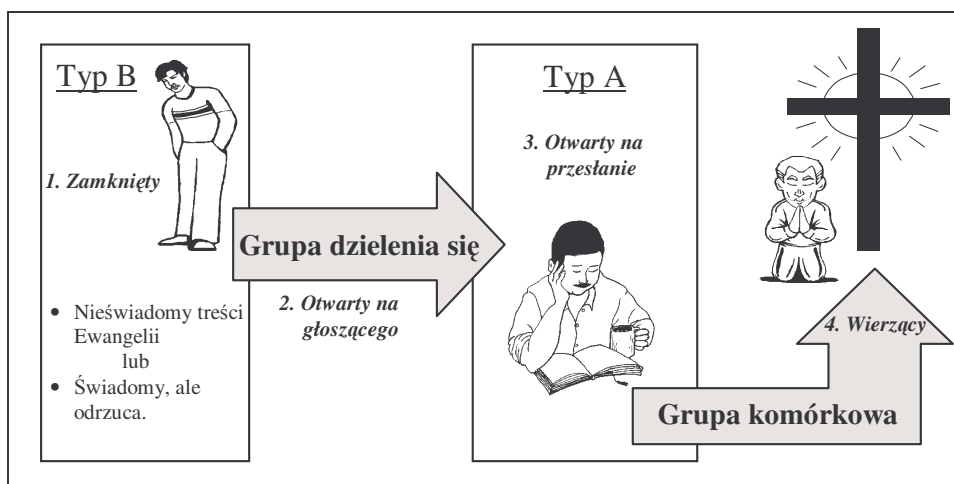 Typ B
1. Zamknięty
• Nieświadomy treści
Ewangelii
lub
• Świadomy, ale
odrzuca.
Grupa dzielenia się
2. Otwarty na
głoszącego
Typ A
3. Otwarty na
przesłanie
Grupa komórkowa
4. Wierzący